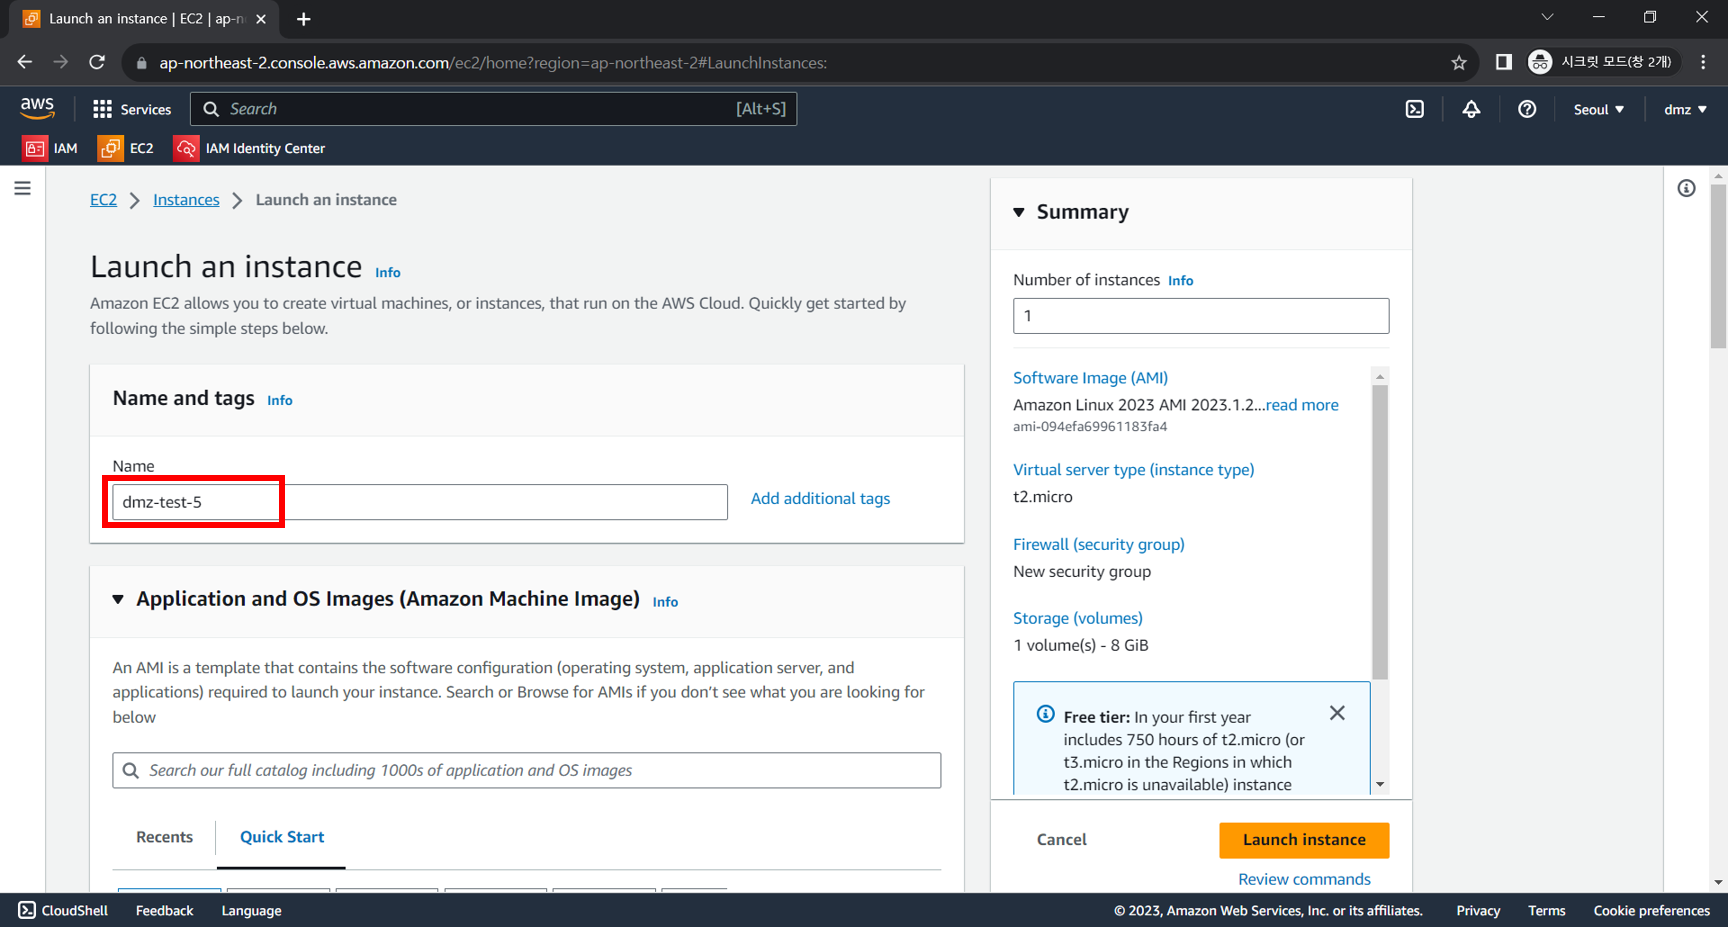 Launch an instance | EC2 | ap-n
ap-northeast-2.console.aws.amazon.com/ec2/home?region=ap-northeast-2#LaunchInstances:
시크릿 모드(창 2개)
aws
Services
Search
[Alt+S]
Seoul
dmz
IAM
EC2
IAM Identity Center
EC2
Instances
Launch an instance
Launch an instance Info
Amazon EC2 allows you to create virtual machines, or instances, that run on the AWS Cloud. Quickly get started by
following the simple steps below.
Name and tags Info
Name
dmz-test-5
Add additional tags
Application and OS Images (Amazon Machine Image) Info
An AMI is a template that contains the software configuration (operating system, application server, and
applications) required to launch your instance. Search or Browse for AMIs if you don’t see what you are looking for
below
Search our full catalog including 1000s of application and OS images
Recents
Quick Start
Summary
Number of instances Info
1
Software Image (AMI)
Amazon Linux 2023 AMI 2023.1.2...read more
ami-094efa69961183fa4
Virtual server type (instance type)
t2.micro
Firewall (security group)
New security group
Storage (volumes)
1 volume(s) - 8 GiB
Free tier: In your first year
includes 750 hours of t2.micro (or
t3.micro in the Regions in which
t2.micro is unavailable) instance
Cancel
Launch instance
Review commands
CloudShell
Feedback
Language
© 2023, Amazon Web Services, Inc. or its affiliates.
Privacy
Terms
Cookie preferences